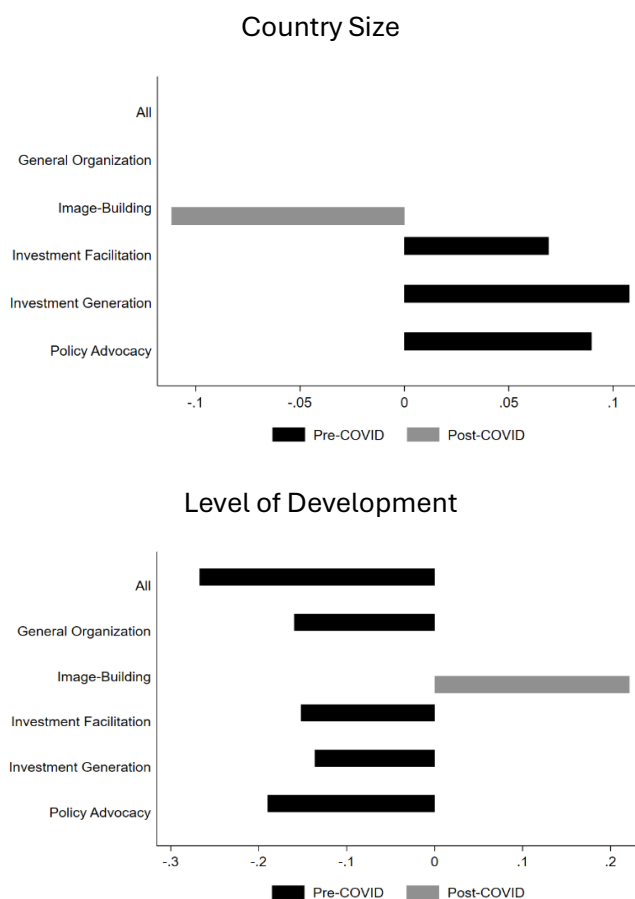 Country Size
All
General Organization
Image-Building
Investment Facilitation
Investment Generation
Policy Advocacy
-.1 -.05 0 .05 .1
Pre-COVID Post-COVID
Level of Development
All
General Organization
Image-Building
Investment Facilitation
Investment Generation
Policy Advocacy
-.3 -.2 -.1 0 .1 .2
Pre-COVID Post-COVID